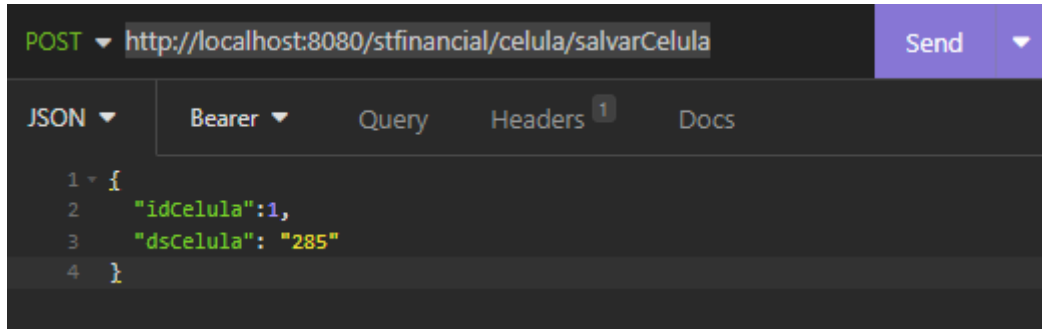 POST http://localhost:8080/stfinancial/celula/salvarCelula Send
JSON Bearer Query Headers 1 Docs
1 {
2 "idCelula":1,
3 "dsCelula": "285"
4 }